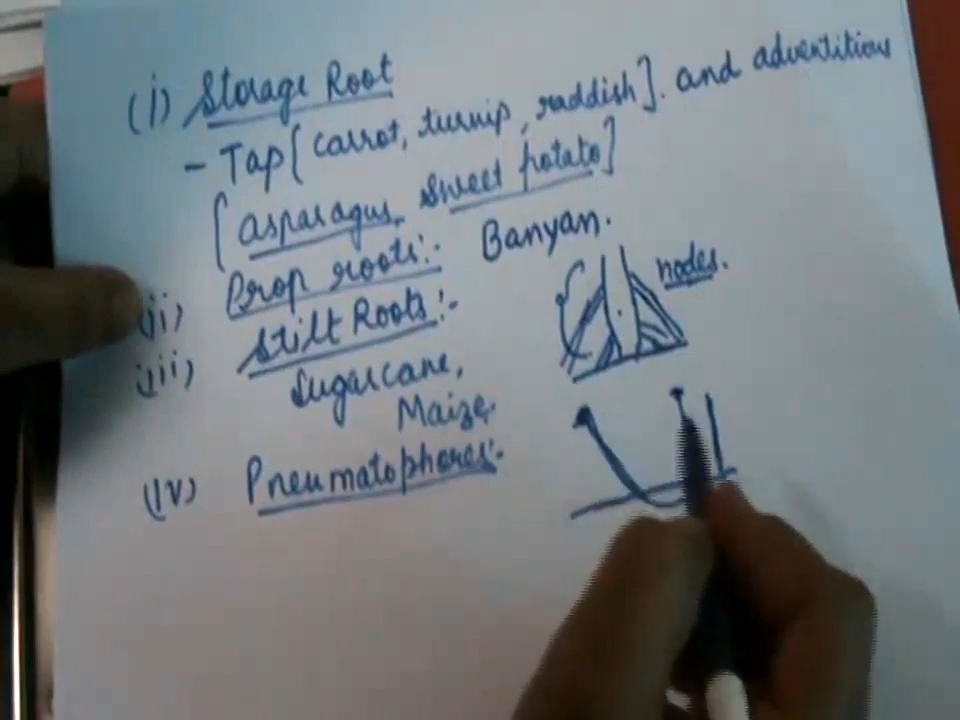 (i) Storage Root
- Tap [carrot, turnip, raddish]. and adventitious
[asparagus, sweet potato]
ii) Prop roots:- Banyan.
iii) Stilt Roots:- nodes.
Sugarcane,
Maize.
(iv) Pneumatophores:-